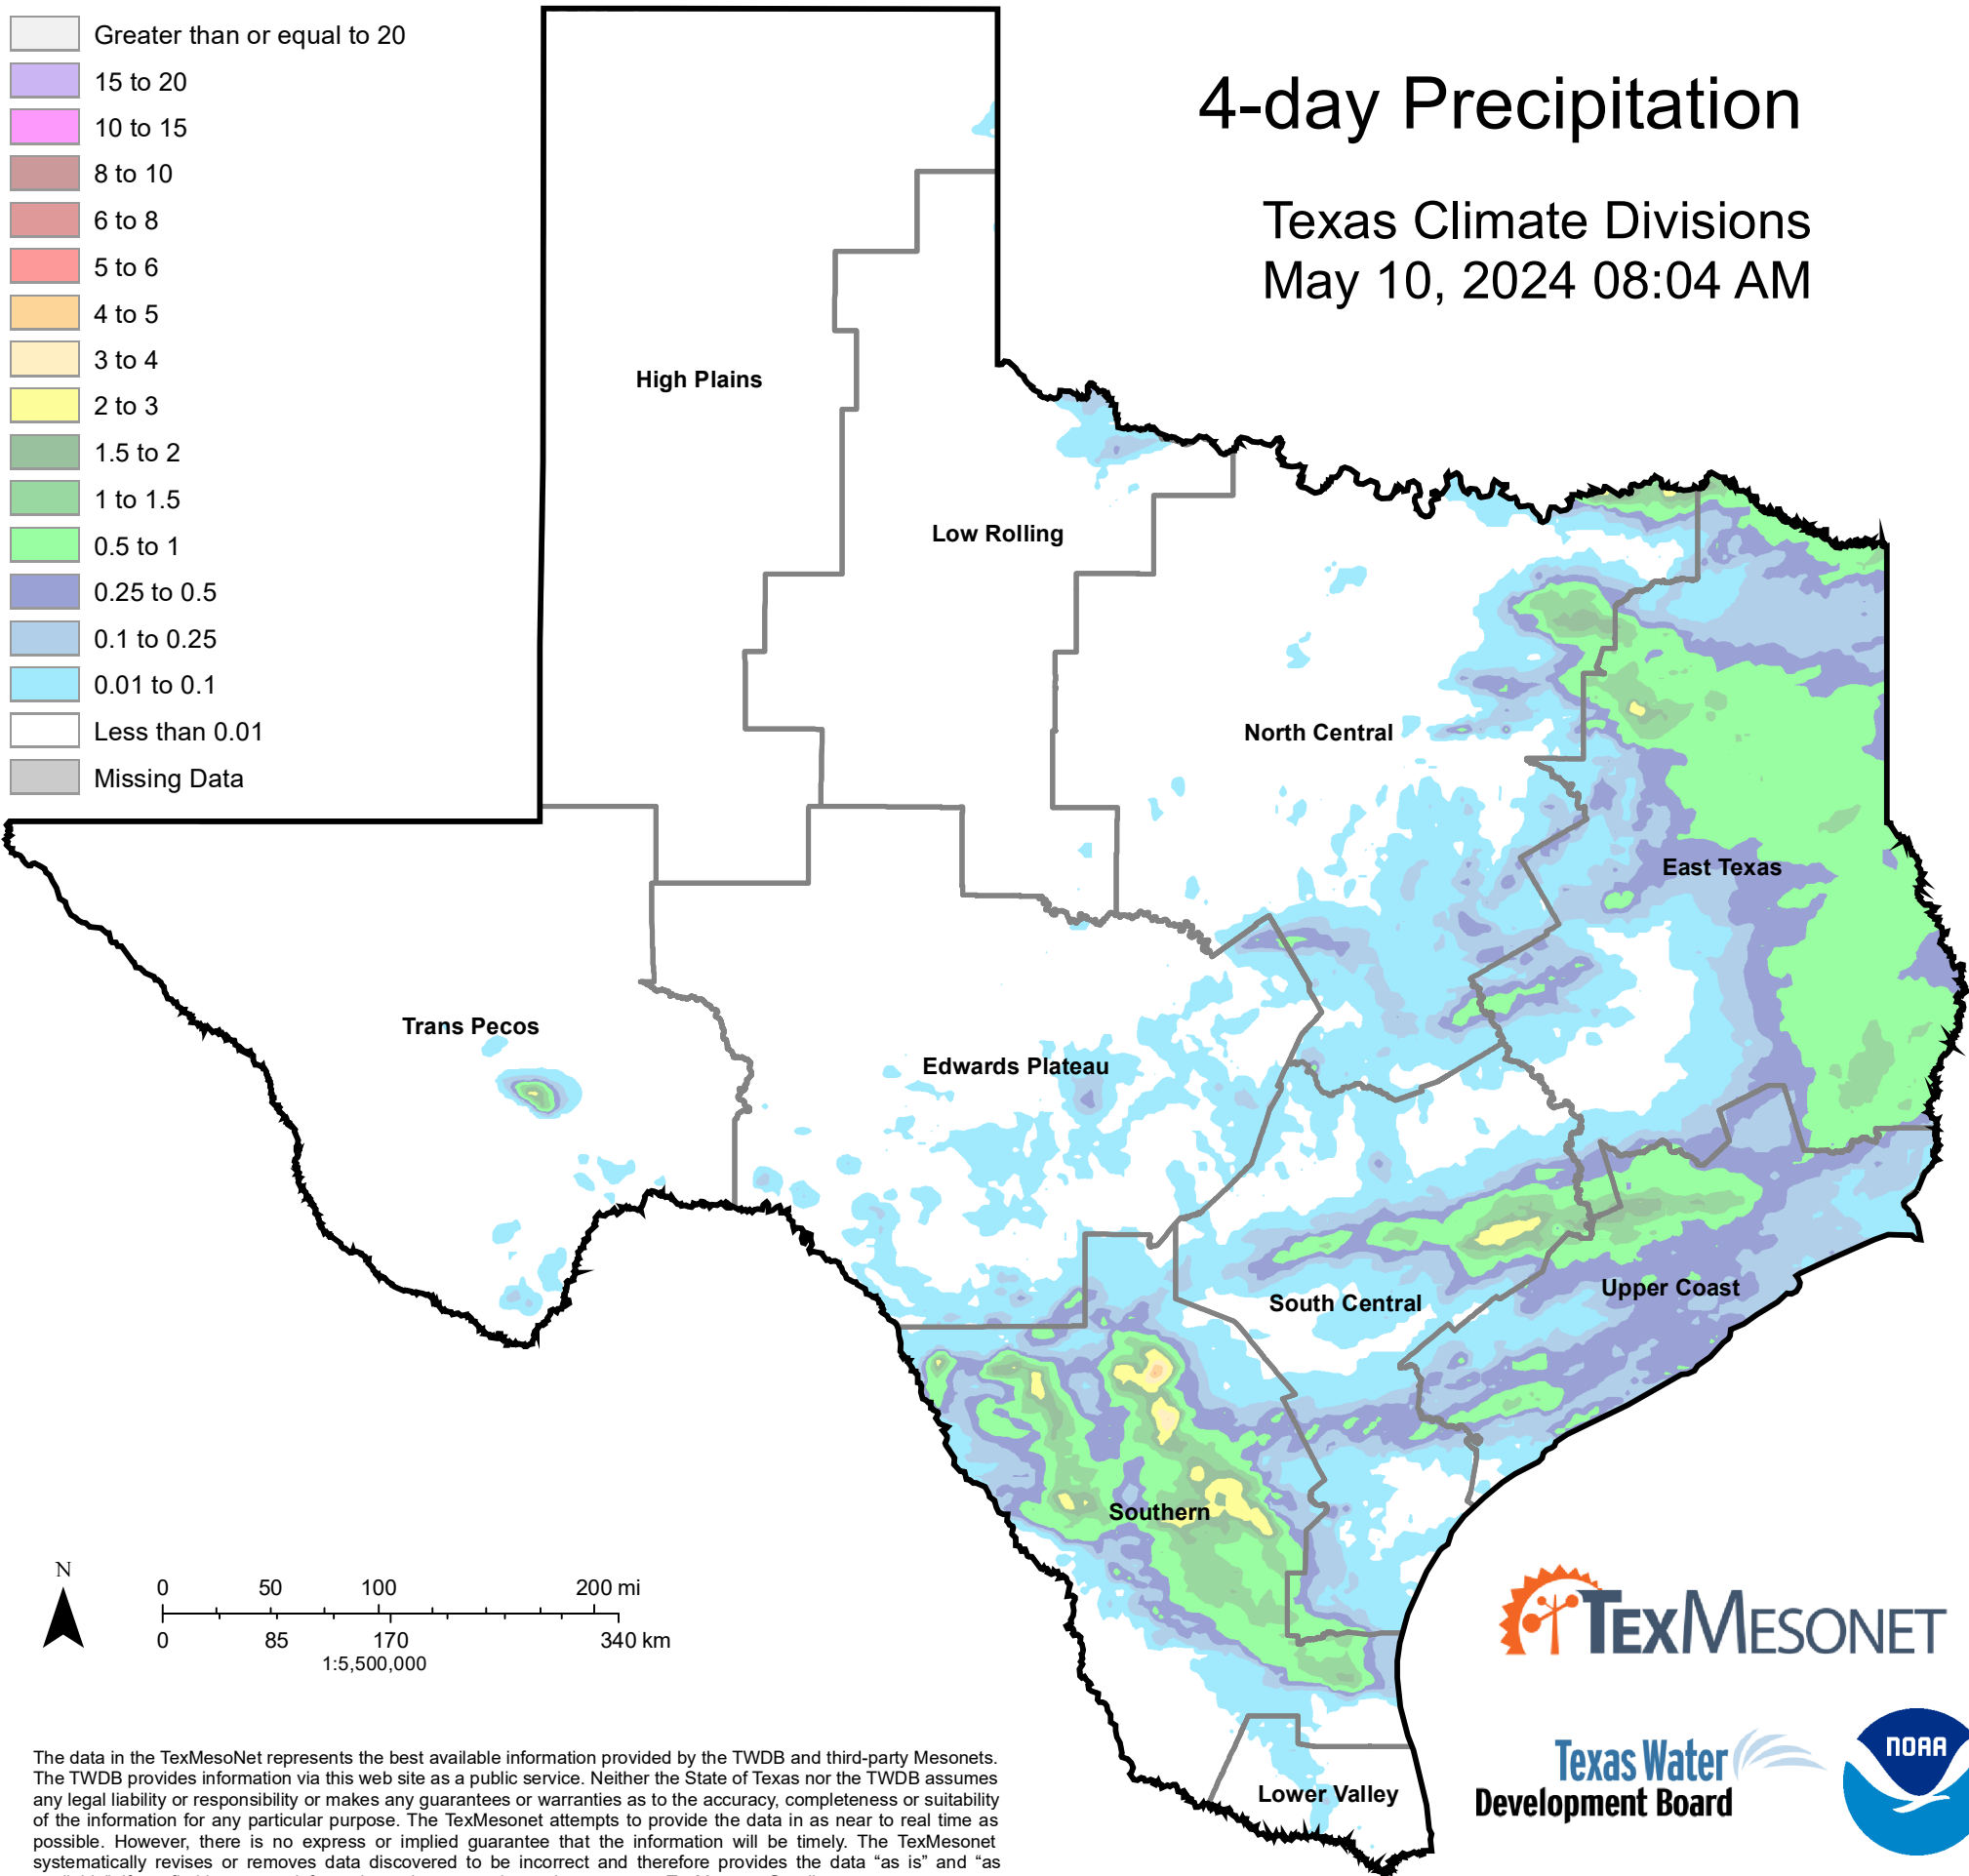 Greater than or equal to 20
15 to 20
10 to 15
8 to 10
6 to 8
5 to 6
4 to 5
3 to 4
2 to 3
1.5 to 2
1 to 1.5
0.5 to 1
0.25 to 0.5
0.1 to 0.25
0.01 to 0.1
Less than 0.01
Missing Data
4-day Precipitation
Texas Climate Divisions
May 10, 2024 08:04 AM
High Plains
Low Rolling
North Central
East Texas
Trans Pecos
Edwards Plateau
South Central
Upper Coast
Southern
Lower Valley
N
0 50 100 200 mi
0 85 170 340 km
1:5,500,000
TEXMESONET
Texas Water
Development Board
NOAA
The data in the TexMesoNet represents the best available information provided by the TWDB and third-party Mesonets.
The TWDB provides information via this web site as a public service. Neither the State of Texas nor the TWDB assumes
any legal liability or responsibility or makes any guarantees or warranties as to the accuracy, completeness or suitability
of the information for any particular purpose. The TexMesonet attempts to provide the data in as near to real time as
possible. However, there is no express or implied guarantee that the information will be timely. The TexMesonet
systematically revises or removes data discovered to be incorrect and therefore provides the data “as is” and “as